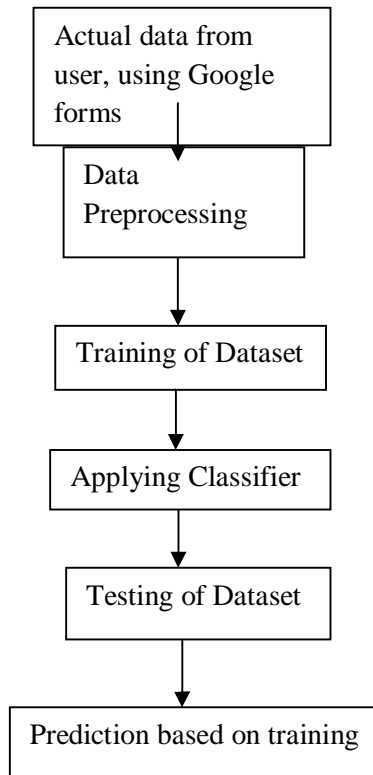 Actual data from
user, using Google
forms
Data
Preprocessing
Training of Dataset
Applying Classifier
Testing of Dataset
Prediction based on training